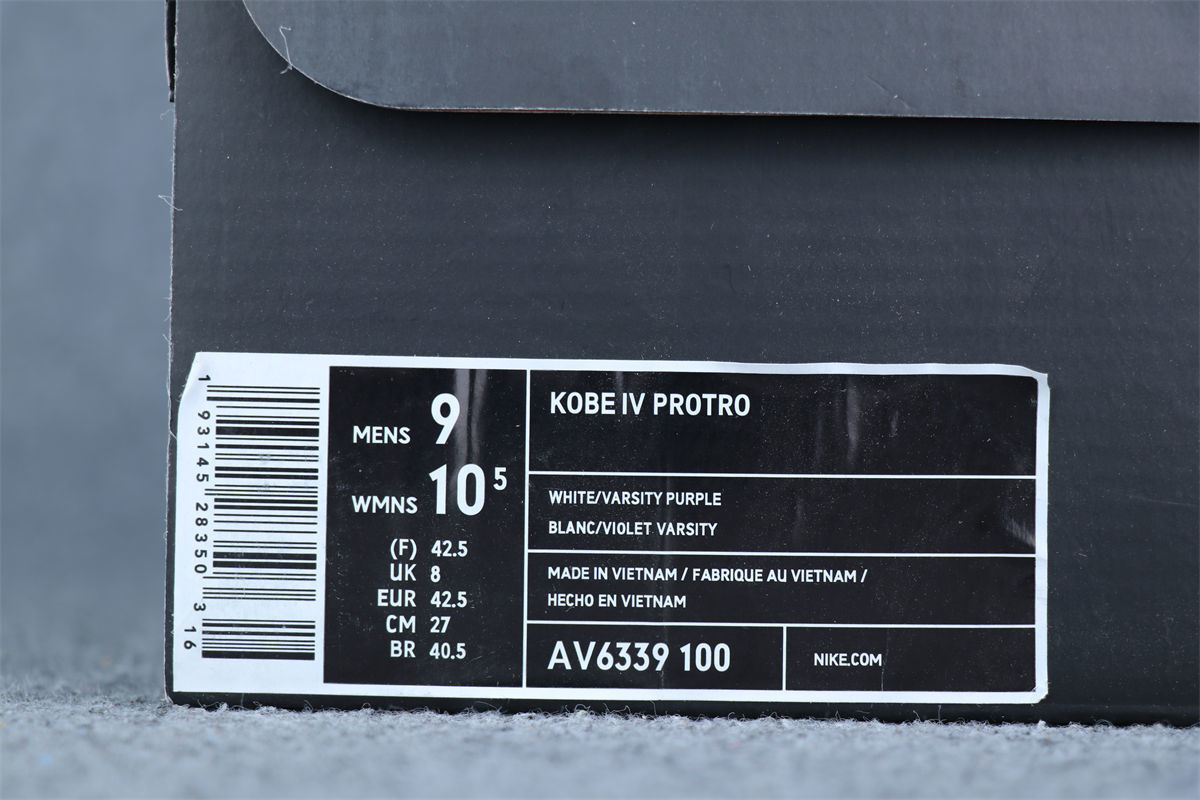 1 93145 28350 3 16
MENS 9
WMNS 10 5
(F) 42.5
UK 8
EUR 42.5
CM 27
BR 40.5
KOBE IV PROTRO
WHITE/VARSITY PURPLE
BLANC/VIOLET VARSITY
MADE IN VIETNAM / FABRIQUE AU VIETNAM /
HECHO EN VIETNAM
AV6339 100
NIKE.COM